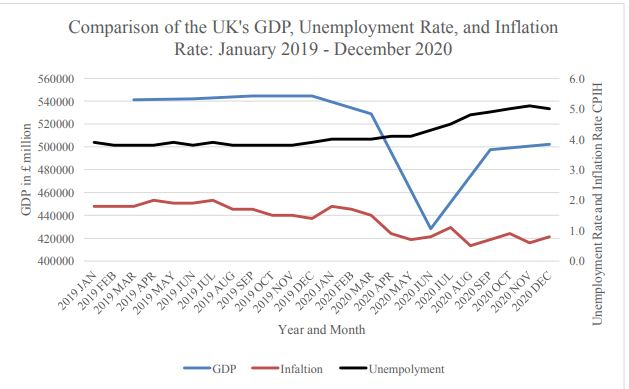 Comparison of the UK's GDP, Unemployment Rate, and Inflation
Rate: January 2019 - December 2020
560000
540000
520000
500000
480000
460000
440000
420000
400000
GDP in £ million
6.0
5.0
4.0
3.0
2.0
1.0
0.0
Unemployment Rate and Inflation Rate CPIH
2019 JAN
2019 FEB
2019 MAR
2019 APR
2019 MAY
2019 JUN
2019 JUL
2019 AUG
2019 SEP
2019 OCT
2019 NOV
2019 DEC
2020 JAN
2020 FEB
2020 MAR
2020 APR
2020 MAY
2020 JUN
2020 JUL
2020 AUG
2020 SEP
2020 OCT
2020 NOV
2020 DEC
Year and Month
GDP
Infaltion
Unempolyment